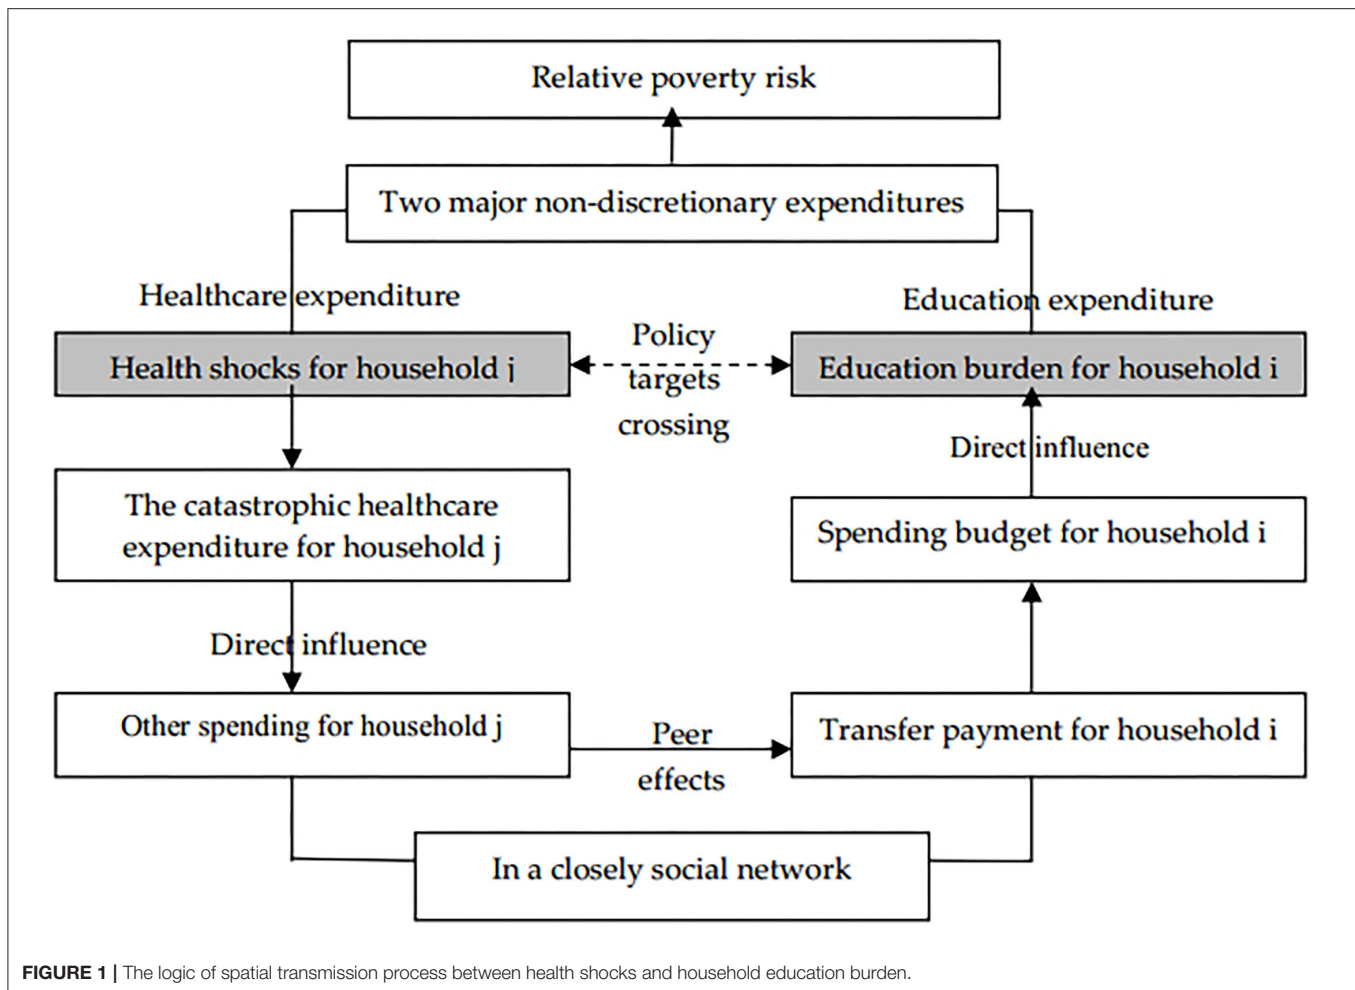 Relative poverty risk
Two major non-discretionary expenditures
Healthcare expenditure
Education expenditure
Health shocks for household j
Policy
targets
crossing
Education burden for household i
The catastrophic healthcare
expenditure for household j
Direct influence
Spending budget for household i
Direct influence
Other spending for household j
Peer
effects
Transfer payment for household i
In a closely social network
FIGURE 1 | The logic of spatial transmission process between health shocks and household education burden.